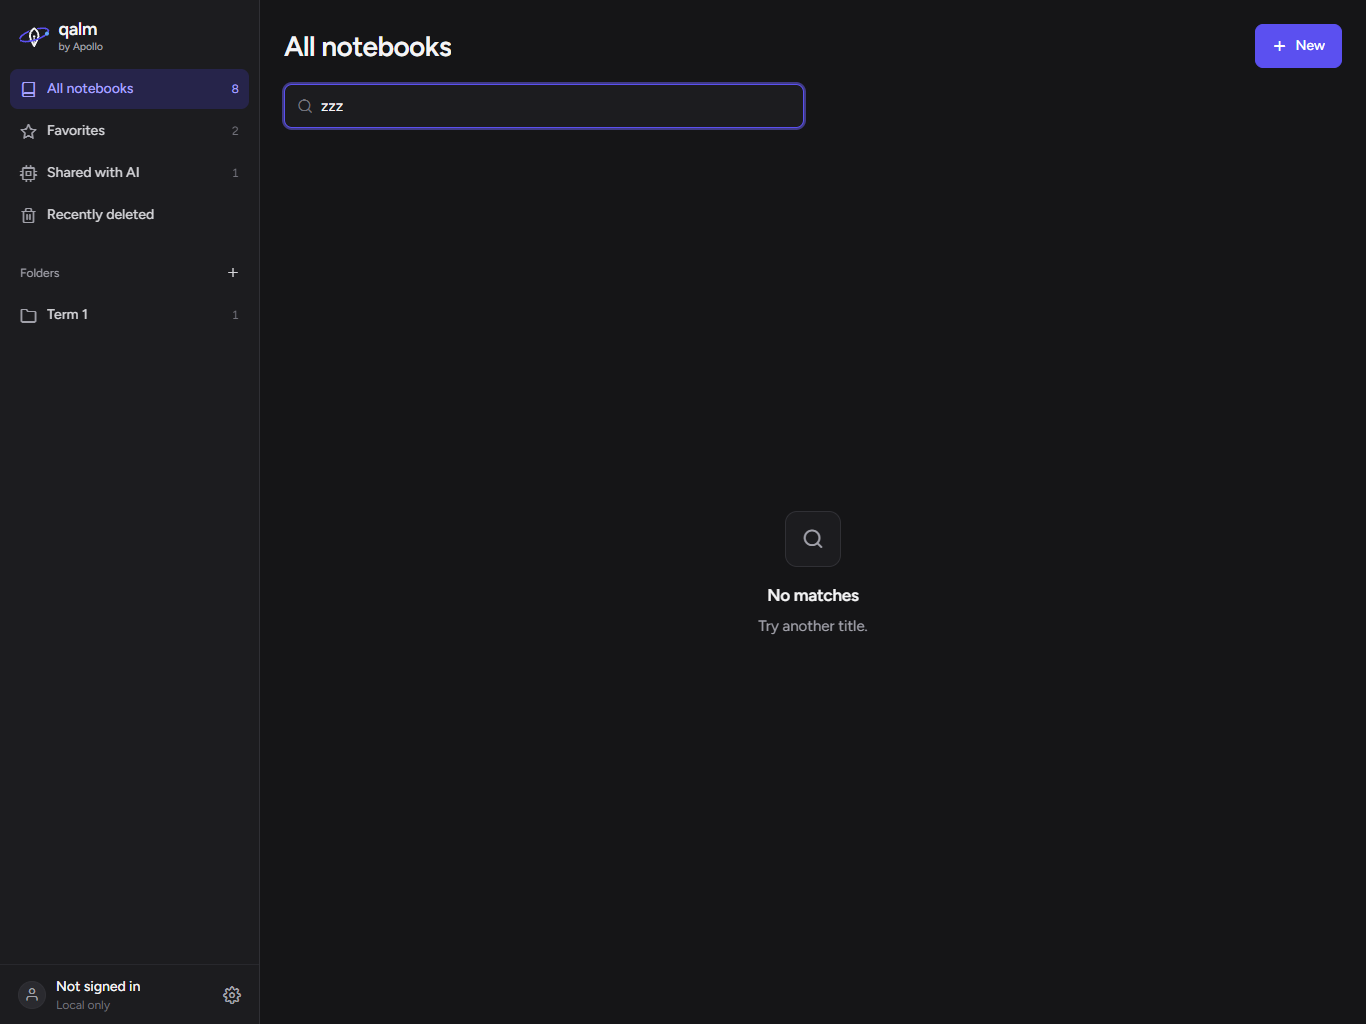 qalm
by Apollo
All notebooks 8
Favorites 2
Shared with AI 1
Recently deleted
Folders
Term 1 1
Not signed in
Local only
All notebooks
New
zzz
No matches
Try another title.